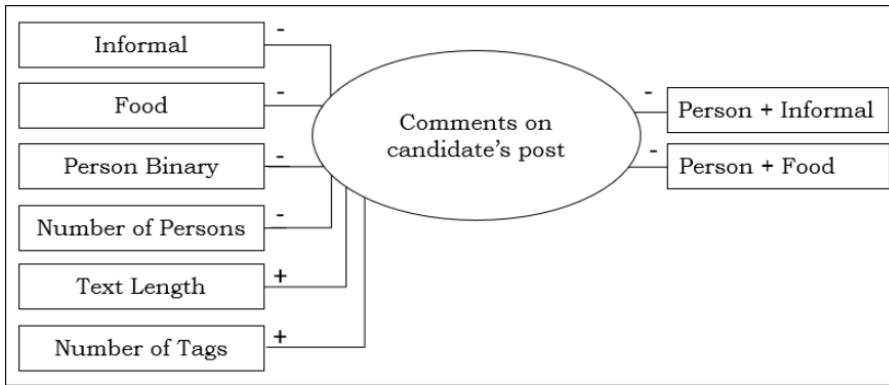 Informal
-
Food
-
Person Binary
-
Number of Persons
-
Text Length
+
Number of Tags
+
Comments on
candidate's post
-
Person + Informal
-
Person + Food